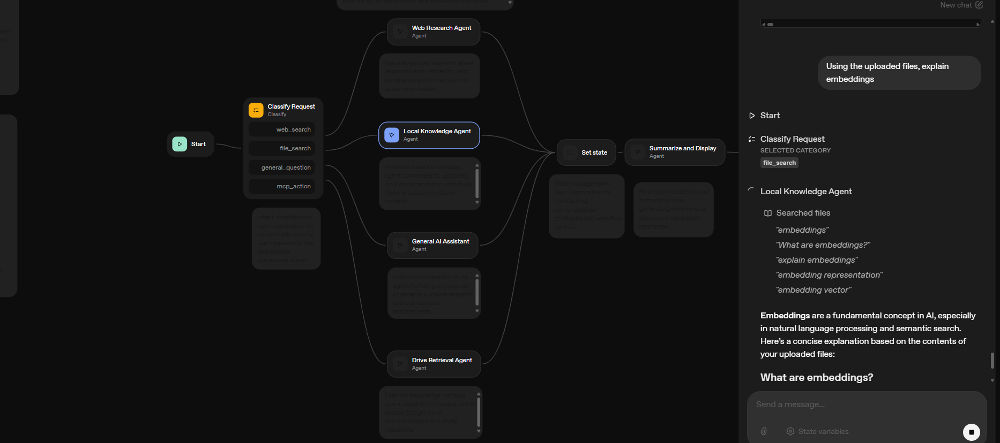 external MCP integrations and conversational state.
Web Research Agent
Agent
Specialized web research agent
responsible for retrieving and
summarizing external internet-
based information.
Start
Classify Request
Classify
web_search
file_search
general_question
mcp_action
Intent classification
layer responsible for
dynamically routing
user requests to the
appropriate
specialized agent.
Local Knowledge Agent
Agent
Retrieval-based knowledge
agent connected to uploaded
local documentation and study
materials.documentacion
cargada.
General AI Assistant
Agent
Fallback conversational AI
agent handling conceptual
or general-purpose requests
without retrieval
requirements.
Drive Retrieval Agent
Agent
External knowledge retrieval
agent using MCP integrations to
access Google Drive
documentation and study
resources.
Set state
State management
layer responsible for
maintaining
conversational
continuity and workflow
context.
Summarize and Display
Agent
Final summarization and
formatting layer
generating concise and
structured markdown
responses.
New chat
Using the uploaded files, explain
embeddings
Start
Classify Request
SELECTED CATEGORY
file_search
Local Knowledge Agent
Searched files
"embeddings"
"What are embeddings?"
"explain embeddings"
"embedding representation"
"embedding vector"
Embeddings are a fundamental concept in AI, especially
in natural language processing and semantic search.
Here's a concise explanation based on the contents of
your uploaded files:
What are embeddings?
Send a message...
State variables